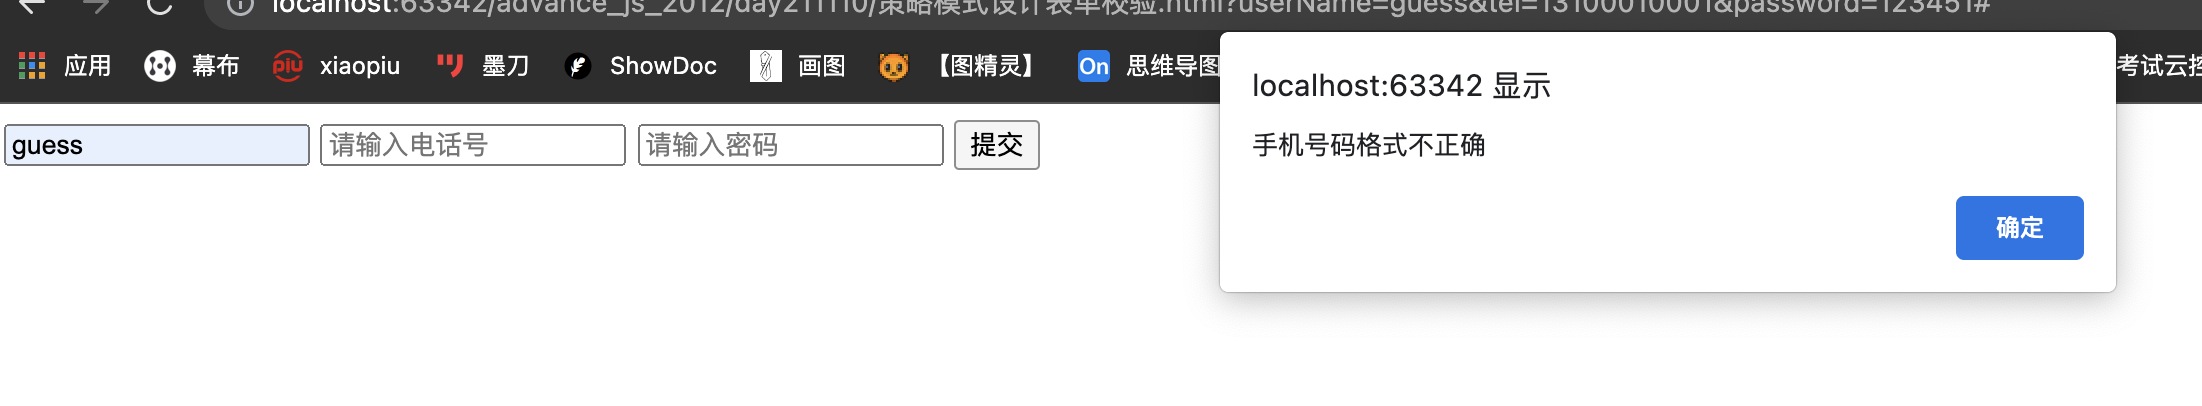 localhost:63342/advance_js_2012/day211110/策略模式设计表单校验.html?userName=guess&tel=13100010001&password=123451#
应用 幕布 piu xiaopiu 墨刀 ShowDoc 画图 【图精灵】 On 思维导图 考试云控
localhost:63342 显示
手机号码格式不正确
确定
guess 请输入电话号 请输入密码 提交